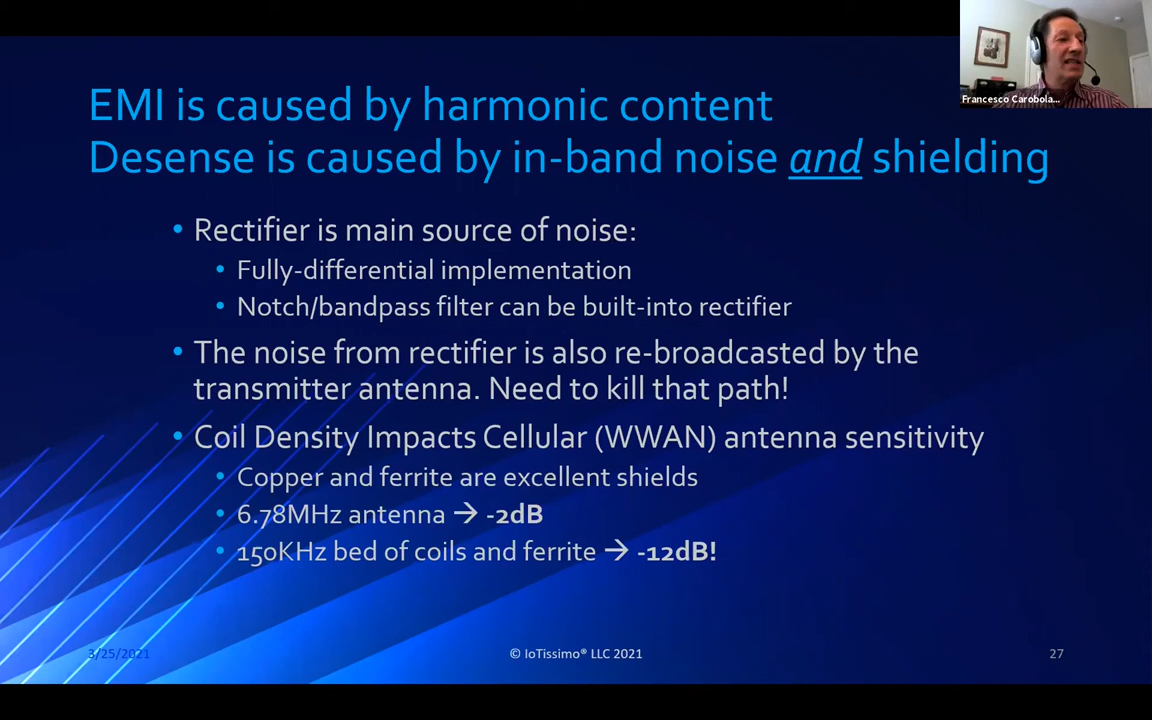 EMI is caused by harmonic content
Desense is caused by in-band noise and shielding
Francesco Carobola...
• Rectifier is main source of noise:
• Fully-differential implementation
• Notch/bandpass filter can be built-into rectifier
• The noise from rectifier is also re-broadcasted by the
transmitter antenna. Need to kill that path!
• Coil Density Impacts Cellular (WWAN) antenna sensitivity
• Copper and ferrite are excellent shields
• 6.78MHz antenna → -2dB
• 150KHz bed of coils and ferrite → -12dB!
3/25/2021
© IoTissimo® LLC 2021
27